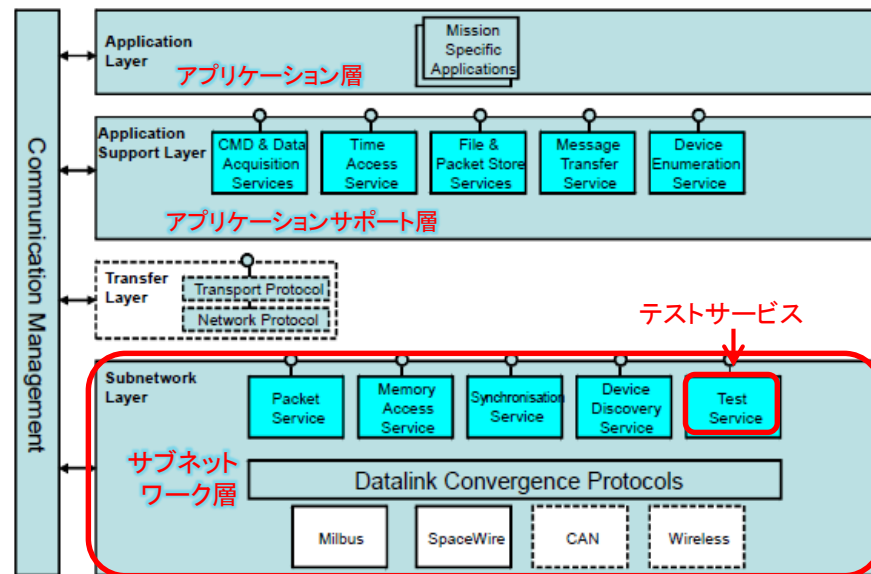 Communication Management
Application
Layer
アプリケーション層
Mission
Specific
Applications
Application
Support Layer
CMD & Data
Acquisition
Services
Time
Access
Service
File
& 
Packet Store
Services
Message
Transfer
Service
Device
Enumeration
Service
アプリケーションサポート層
Transfer
Layer
Transport Protocol
Network Protocol
テストサービス
Subnetwork
Layer
Packet
Service
Memory
Access
Service
Synchronisation
Service
Device
Discovery
Service
Test
Service
サブネット
ワーク層
Datalink Convergence Protocols
Milbus
SpaceWire
CAN
Wireless